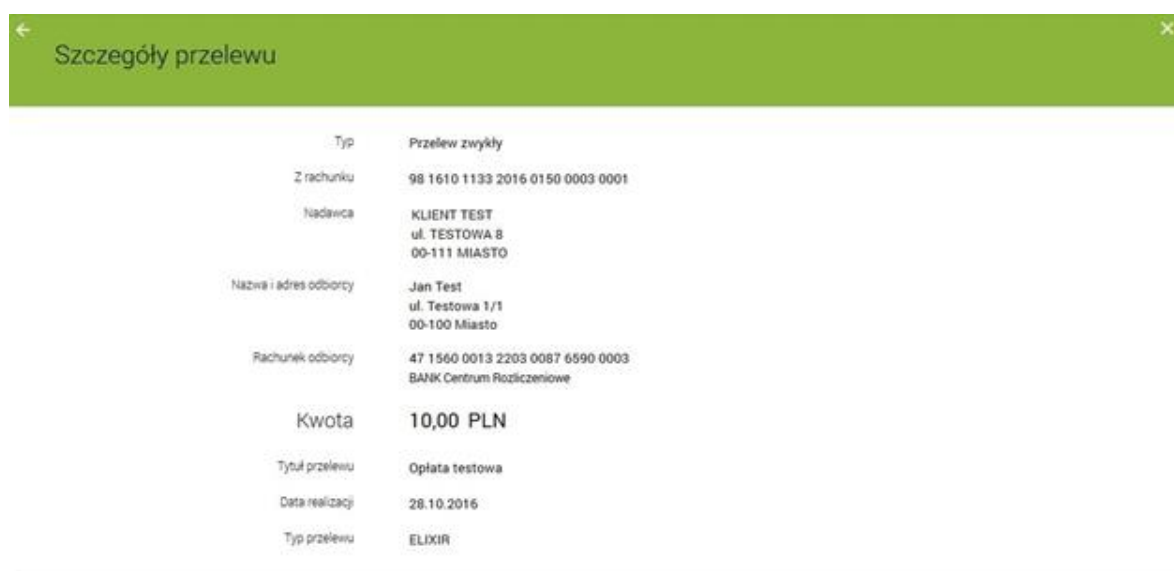 Szczegóły przelewu
Typ Przelew zwykły
Z rachunku 98 1610 1133 2016 0150 0003 0001
Nadawca KLIENT TEST
ul. TESTOWA 8
00-111 MIASTO
Nazwa i adres odbiorcy Jan Test
ul. Testowa 1/1
00-100 Miasto
Rachunek odbiorcy 47 1560 0013 2203 0087 6590 0003
BANK Centrum Rozliczeniowe
Kwota 10,00 PLN
Tytuł przelewu Opłata testowa
Data realizacji 28.10.2016
Typ przelewu ELIXIR